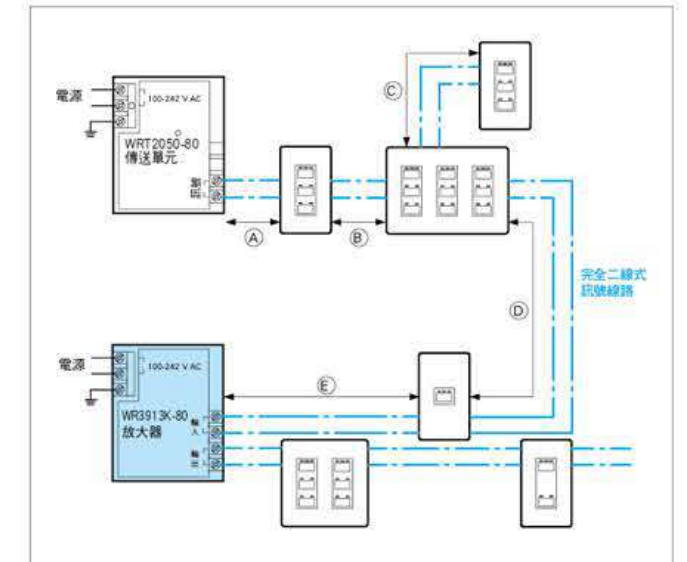 Ⓒ
電源
100-242 V AC
WRT2050-80
傳送單元
訊號
Ⓐ
Ⓑ
完全二線式
訊號線路
Ⓓ
電源
100-242 V AC
Ⓔ
WR3913K-80
放大器
輸入
輸出